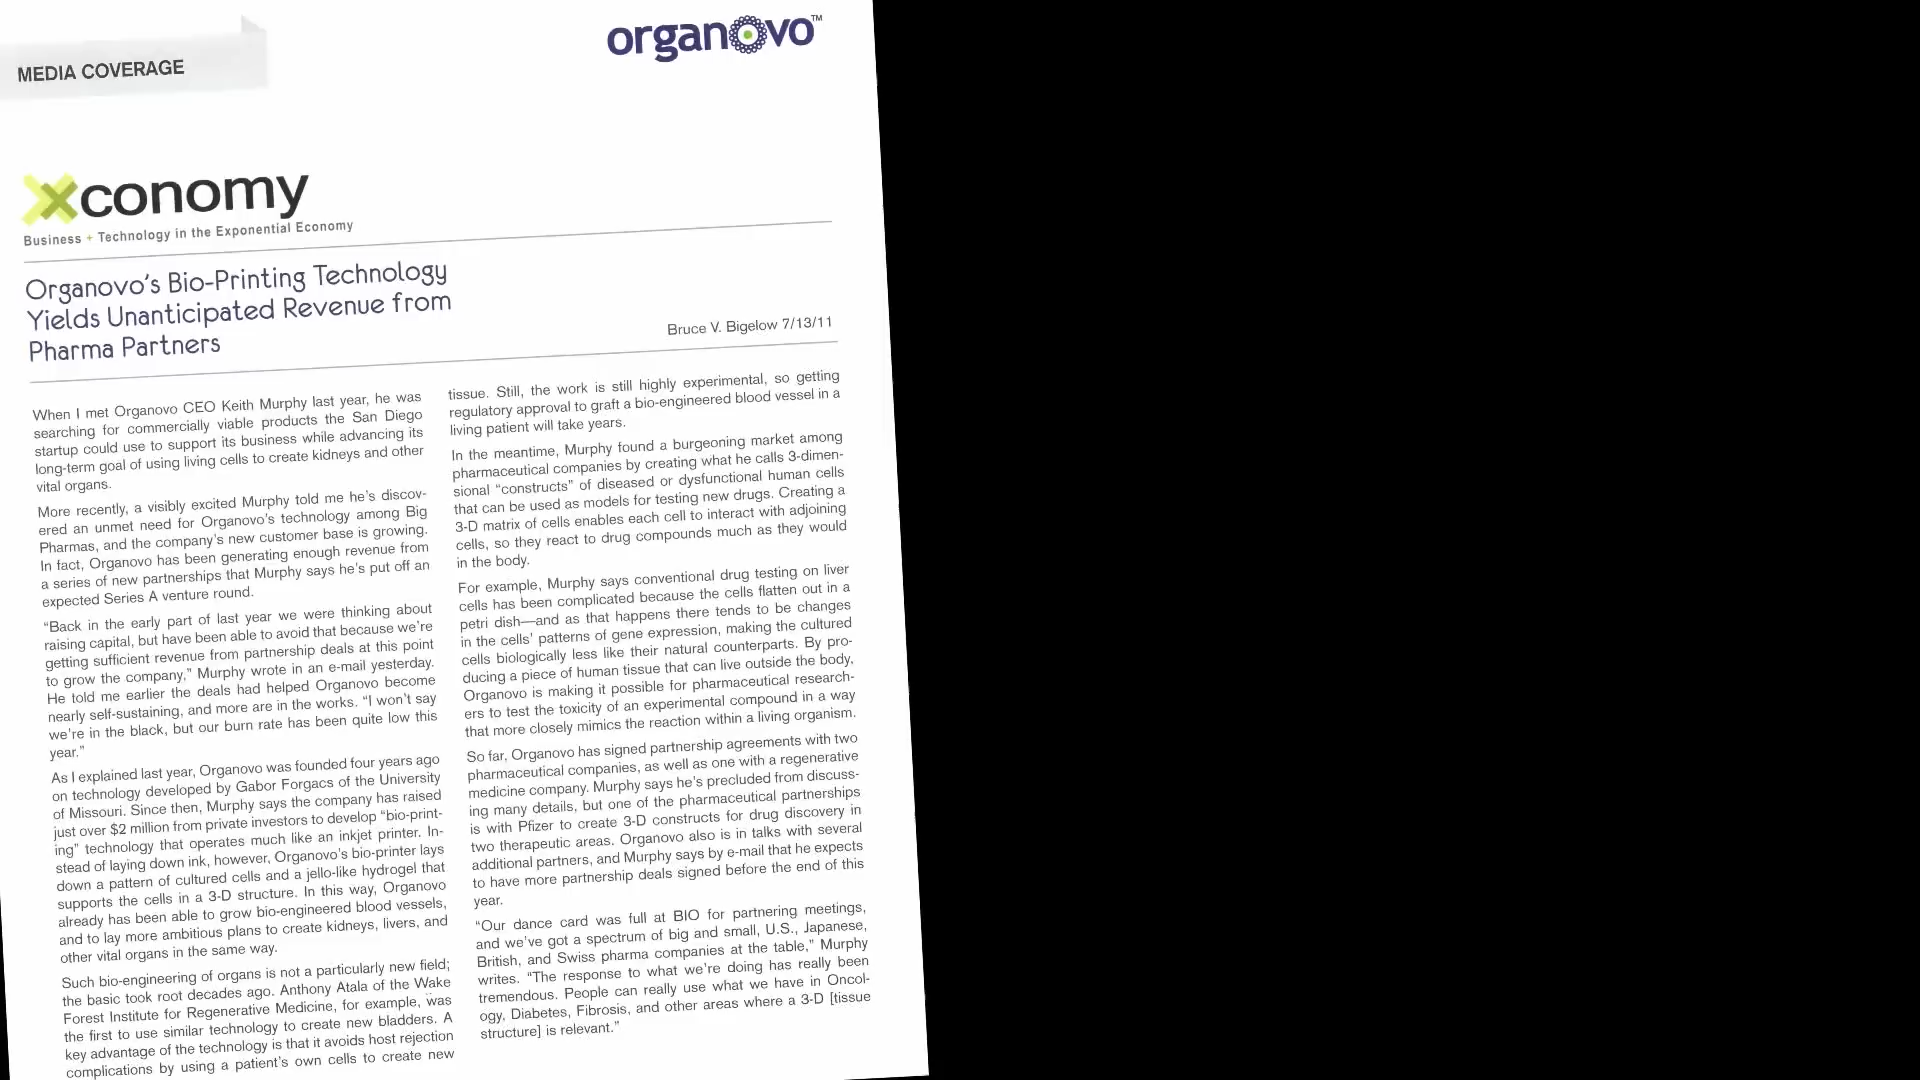 MEDIA COVERAGE
organovo™
xconomy
Business + Technology in the Exponential Economy
Organovo's Bio-Printing Technology
Yields Unanticipated Revenue from
Pharma Partners
Bruce V. Bigelow 7/13/11
When I met Organovo CEO Keith Murphy last year, he was
searching for commercially viable products the San Diego
startup could use to support its business while advancing its
long-term goal of using living cells to create kidneys and other
vital organs.
More recently, a visibly excited Murphy told me he's discov-
ered an unmet need for Organovo's technology among Big
Pharmas, and the company's new customer base is growing.
In fact, Organovo has been generating enough revenue from
a series of new partnerships that Murphy says he's put off an
expected Series A venture round.
“Back in the early part of last year we were thinking about
raising capital, but have been able to avoid that because we're
getting sufficient revenue from partnership deals at this point
to grow the company,” Murphy wrote in an e-mail yesterday.
He told me earlier the deals had helped Organovo become
nearly self-sustaining, and more are in the works. “I won't say
we're in the black, but our burn rate has been quite low this
year.”
As I explained last year, Organovo was founded four years ago
on technology developed by Gabor Forgacs of the University
of Missouri. Since then, Murphy says the company has raised
just over $2 million from private investors to develop “bio-print-
ing” technology that operates much like an inkjet printer. In-
stead of laying down ink, however, Organovo's bio-printer lays
down a pattern of cultured cells and a jello-like hydrogel that
supports the cells in a 3-D structure. In this way, Organovo
already has been able to grow bio-engineered blood vessels,
and to lay more ambitious plans to create kidneys, livers, and
other vital organs in the same way.
Such bio-engineering of organs is not a particularly new field;
the basic took root decades ago. Anthony Atala of the Wake
Forest Institute for Regenerative Medicine, for example, was
the first to use similar technology to create new bladders. A
key advantage of the technology is that it avoids host rejection
complications by using a patient's own cells to create new
tissue. Still, the work is still highly experimental, so getting
regulatory approval to graft a bio-engineered blood vessel in a
living patient will take years.
In the meantime, Murphy found a burgeoning market among
pharmaceutical companies by creating what he calls 3-dimen-
sional “constructs” of diseased or dysfunctional human cells
that can be used as models for testing new drugs. Creating a
3-D matrix of cells enables each cell to interact with adjoining
cells, so they react to drug compounds much as they would
in the body.
For example, Murphy says conventional drug testing on liver
cells has been complicated because the cells flatten out in a
petri dish—and as that happens there tends to be changes
in the cells' patterns of gene expression, making the cultured
cells biologically less like their natural counterparts. By pro-
ducing a piece of human tissue that can live outside the body,
Organovo is making it possible for pharmaceutical research-
ers to test the toxicity of an experimental compound in a way
that more closely mimics the reaction within a living organism.
So far, Organovo has signed partnership agreements with two
pharmaceutical companies, as well as one with a regenerative
medicine company. Murphy says he's precluded from discuss-
ing many details, but one of the pharmaceutical partnerships
is with Pfizer to create 3-D constructs for drug discovery in
two therapeutic areas. Organovo also is in talks with several
additional partners, and Murphy says by e-mail that he expects
to have more partnership deals signed before the end of this
year.
“Our dance card was full at BIO for partnering meetings,
and we've got a spectrum of big and small, U.S., Japanese,
British, and Swiss pharma companies at the table,” Murphy
writes. “The response to what we're doing has really been
tremendous. People can really use what we have in Oncol-
ogy, Diabetes, Fibrosis, and other areas where a 3-D [tissue
structure] is relevant.”